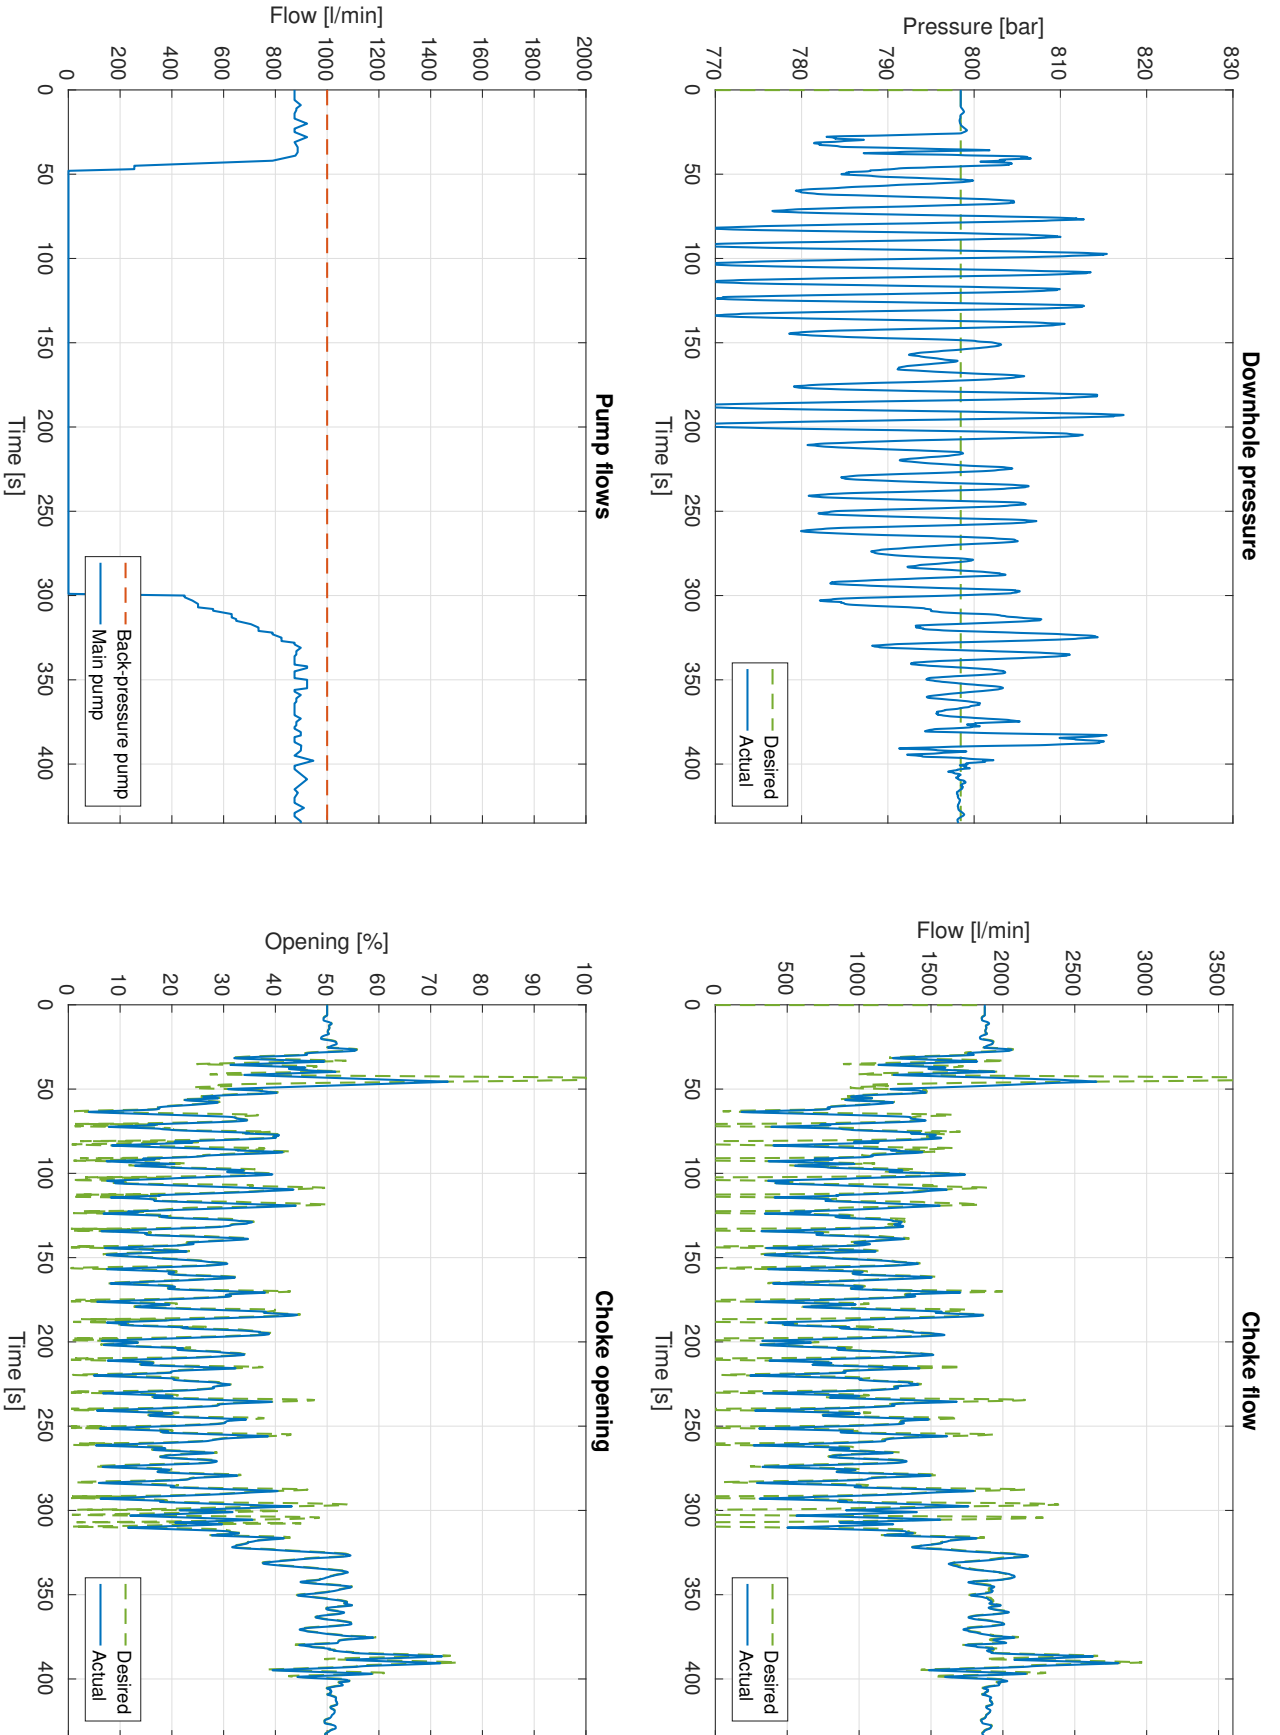 Downhole pressure
Pressure [bar]
830
820
810
800
790
780
770
0 50 100 150 200 250 300 350 400
Time [s]
Desired
Actual
Choke flow
Flow [l/min]
3500
3000
2500
2000
1500
1000
500
0
0 50 100 150 200 250 300 350 400
Time [s]
Desired
Actual
Pump flows
Flow [l/min]
2000
1800
1600
1400
1200
1000
800
600
400
200
0
0 50 100 150 200 250 300 350 400
Time [s]
Back-pressure pump
Main pump
Choke opening
Opening [%]
100
90
80
70
60
50
40
30
20
10
0
0 50 100 150 200 250 300 350 400
Time [s]
Desired
Actual